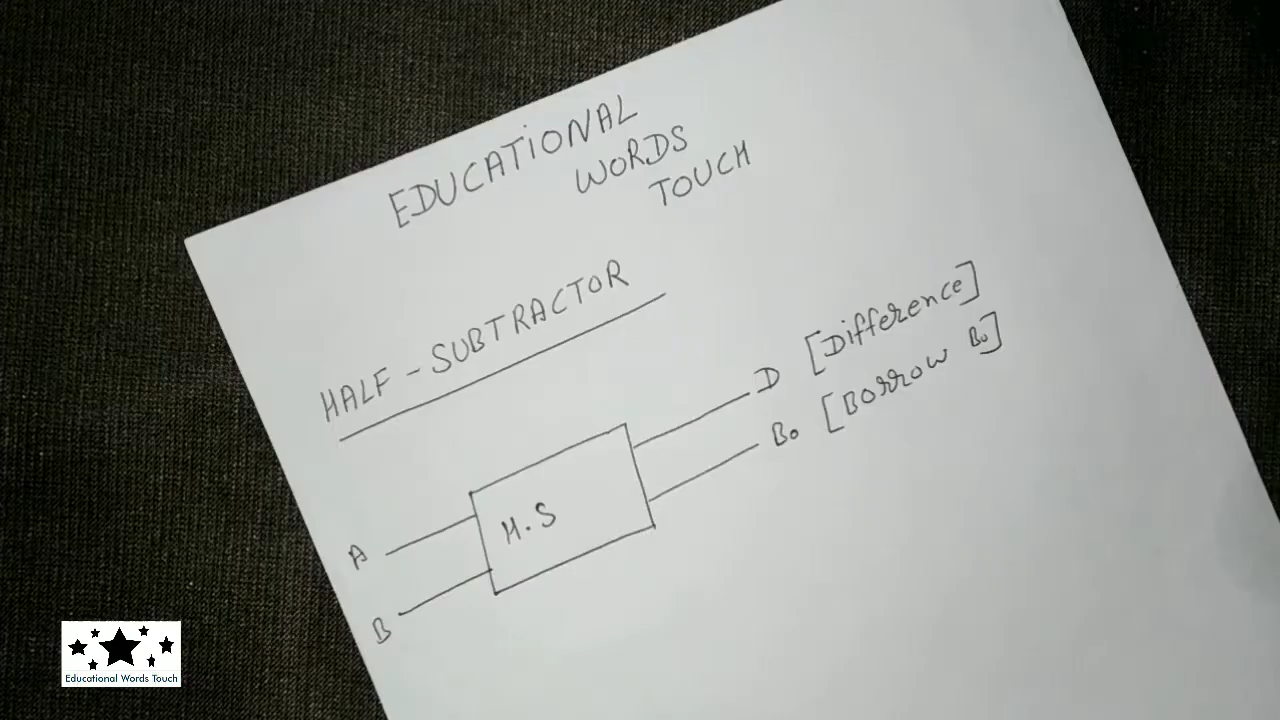 EDUCATIONAL
WORDS
TOUCH
HALF-SUBTRACTOR
D [Difference]
Bo [Borrow Bo]
H.S
A
B
Educational Words Touch